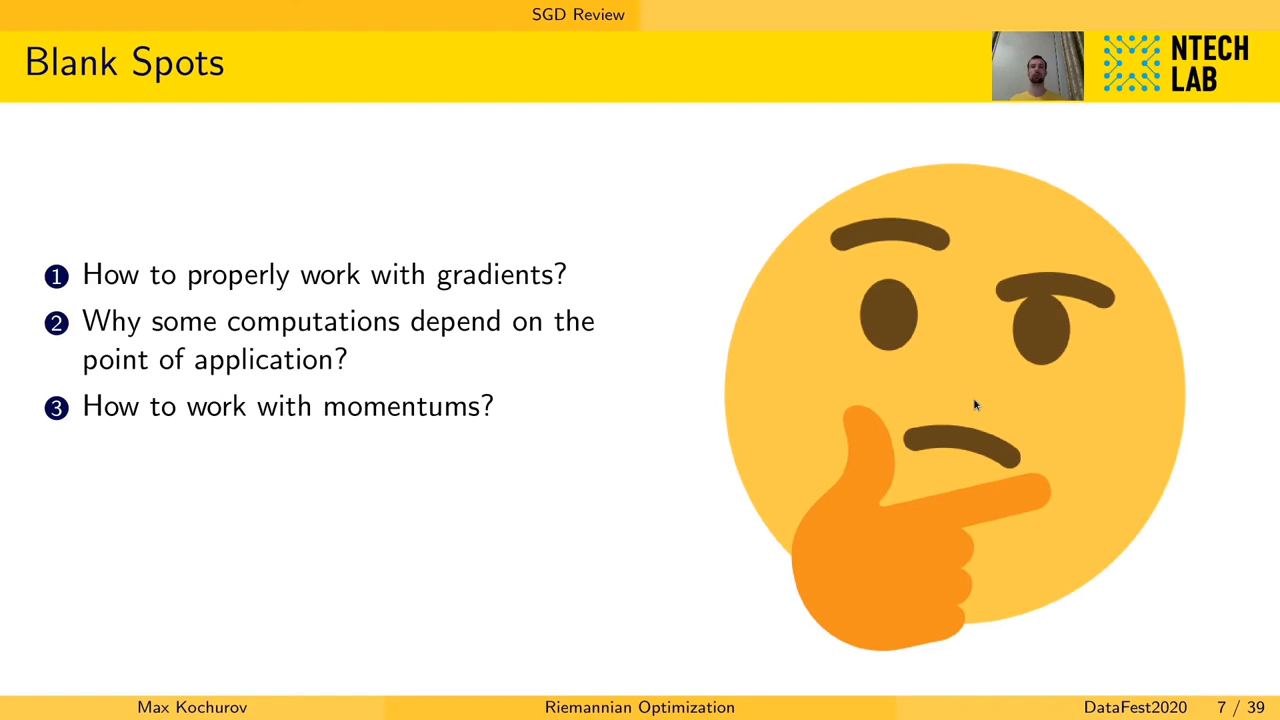 SGD Review
Blank Spots
NTECH
LAB
1 How to properly work with gradients?
2 Why some computations depend on the
point of application?
3 How to work with momentums?
Max Kochurov
Riemannian Optimization
DataFest2020
7 / 39